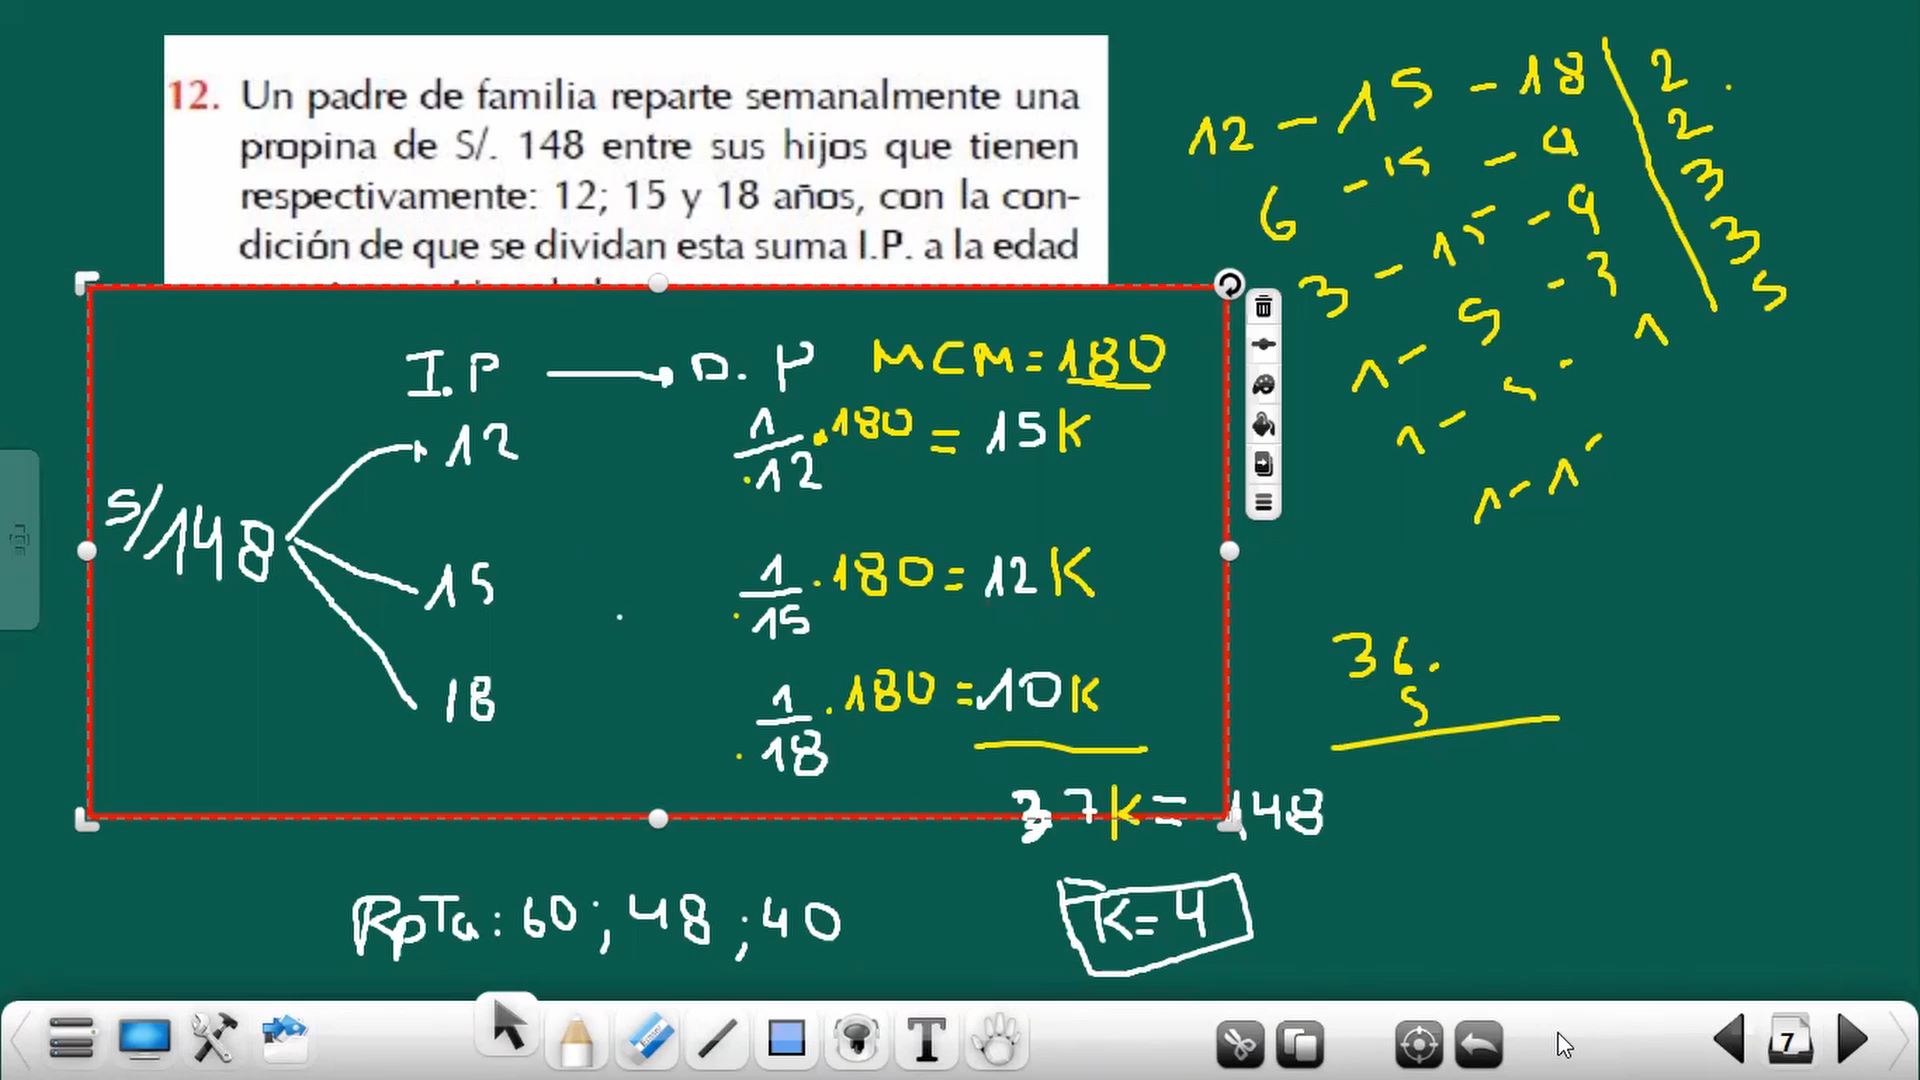 12. Un padre de familia reparte semanalmente una
propina de S/. 148 entre sus hijos que tienen
respectivamente: 12; 15 y 18 años, con la con-
dición de que se dividan esta suma I.P. a la edad
12 - 15 - 18 | 2
6 - 15 - 9 | 2
3 - 15 - 9 | 3
1 - 5 - 3 | 3
1 - 5 - 1 | 5
1 - 1 -
I.P → D.P MCM = 180
S/148
12 1/12 . 180 = 15K
15 1/15 . 180 = 12K
18 1/18 . 180 = 10K
37K = 148
K = 4
Rpta: 60; 48; 40
36.
5
T
7